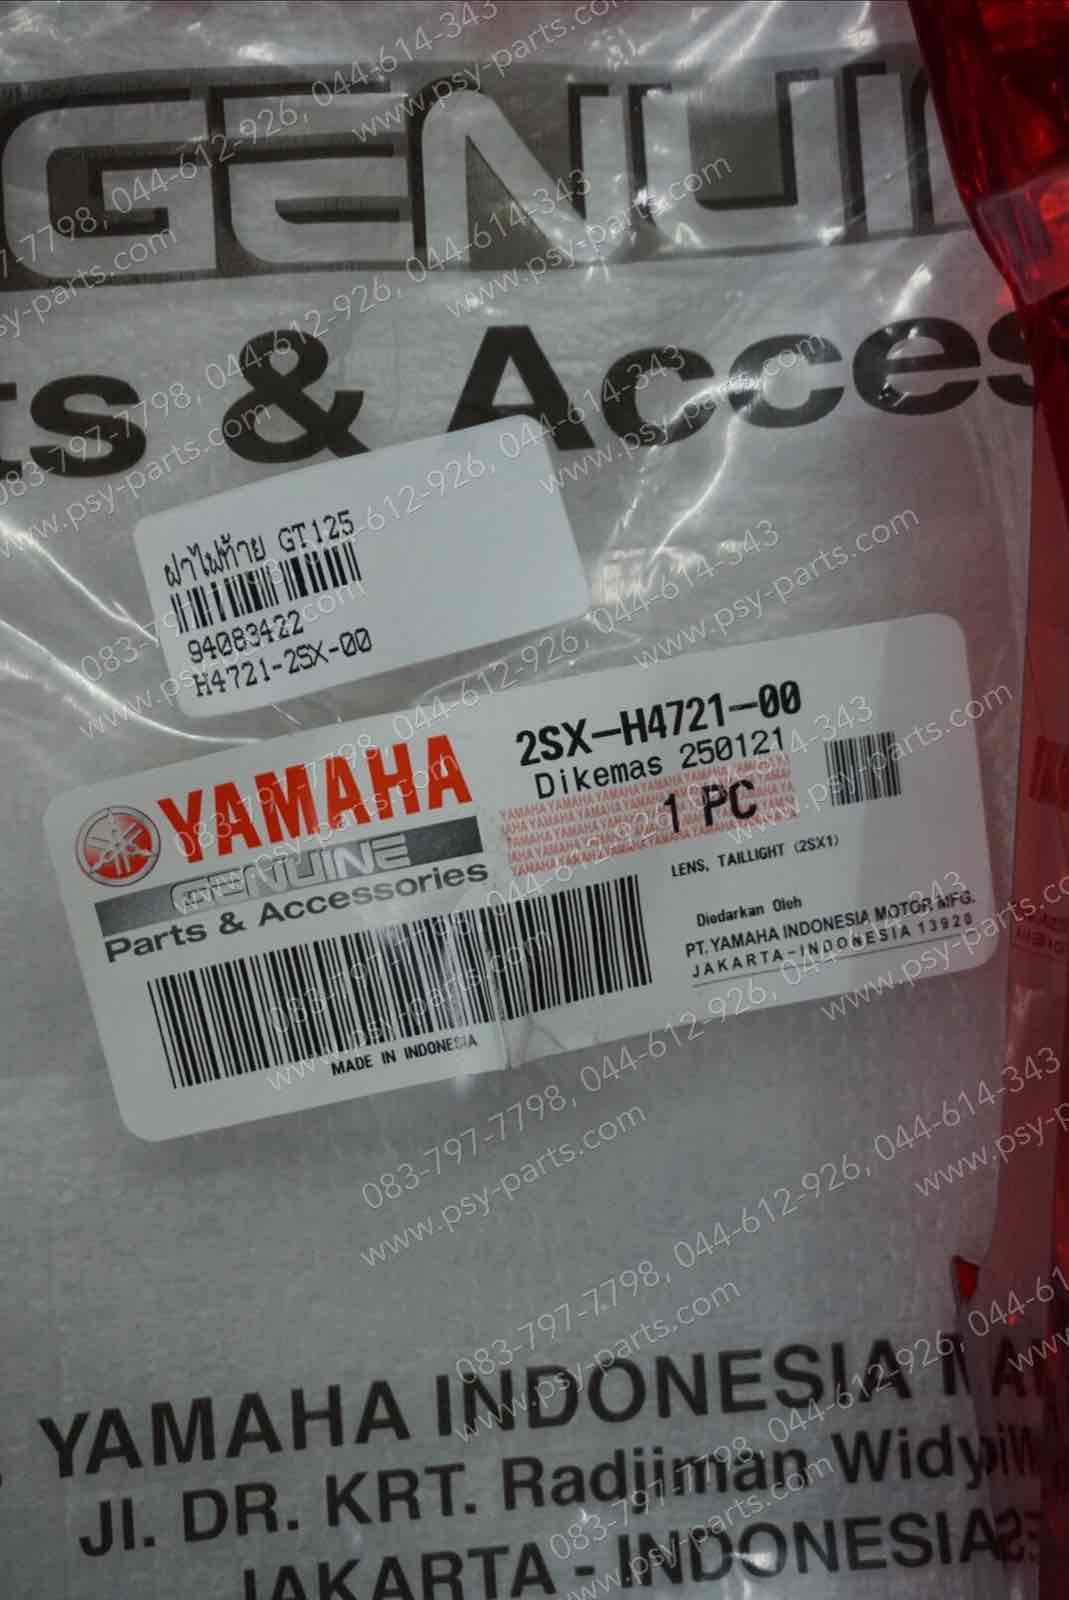 GENUIN
ts & Acces
ฝาไฟท้าย GT125
94083422
H4721-2SX-00
YAMAHA
GENUINE
Parts & Accessories
2SX-H4721-00
Dikemas 250121
1 PC
LENS, TAILLIGHT (2SX1)
Diedarkan Oleh
PT. YAMAHA INDONESIA MOTOR MFG.
JAKARTA-INDONESIA 13920
MADE IN INDONESIA
YAMAHA INDONESIA
Jl. DR. KRT. Radjiman Widy
JAKARTA - INDONESIA
083-797-7798, 044-612-926, 044-614-343
www.psy-parts.com